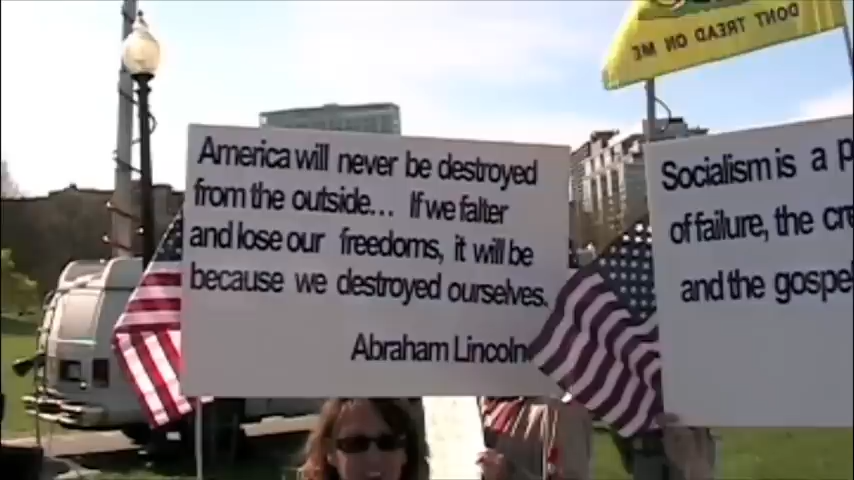 DONT TREAD ON ME
America will never be destroyed
from the outside... If we falter
and lose our freedoms, it will be
because we destroyed ourselves.
Abraham Lincoln
Socialism is a
of failure, the
and the gospel